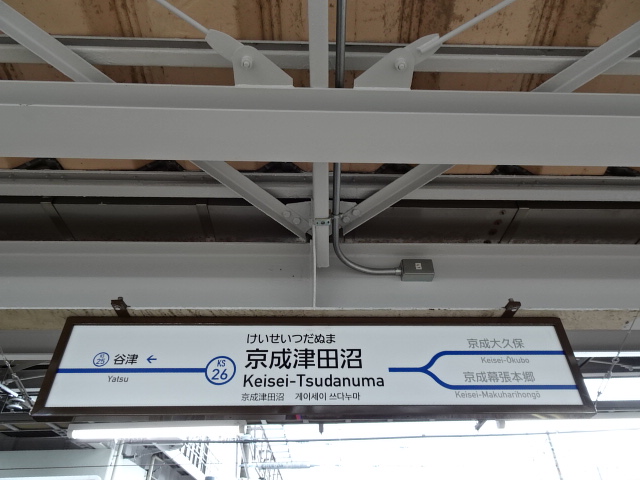 けいせいつだぬま
KS
25
谷津 ←
Yatsu
KS
26
京成津田沼
Keisei-Tsudanuma
京成津田沼 게이세이 쓰다누마
京成大久保
Keisei-Ōkubo
京成幕張本郷
Keisei-Makuharihongō